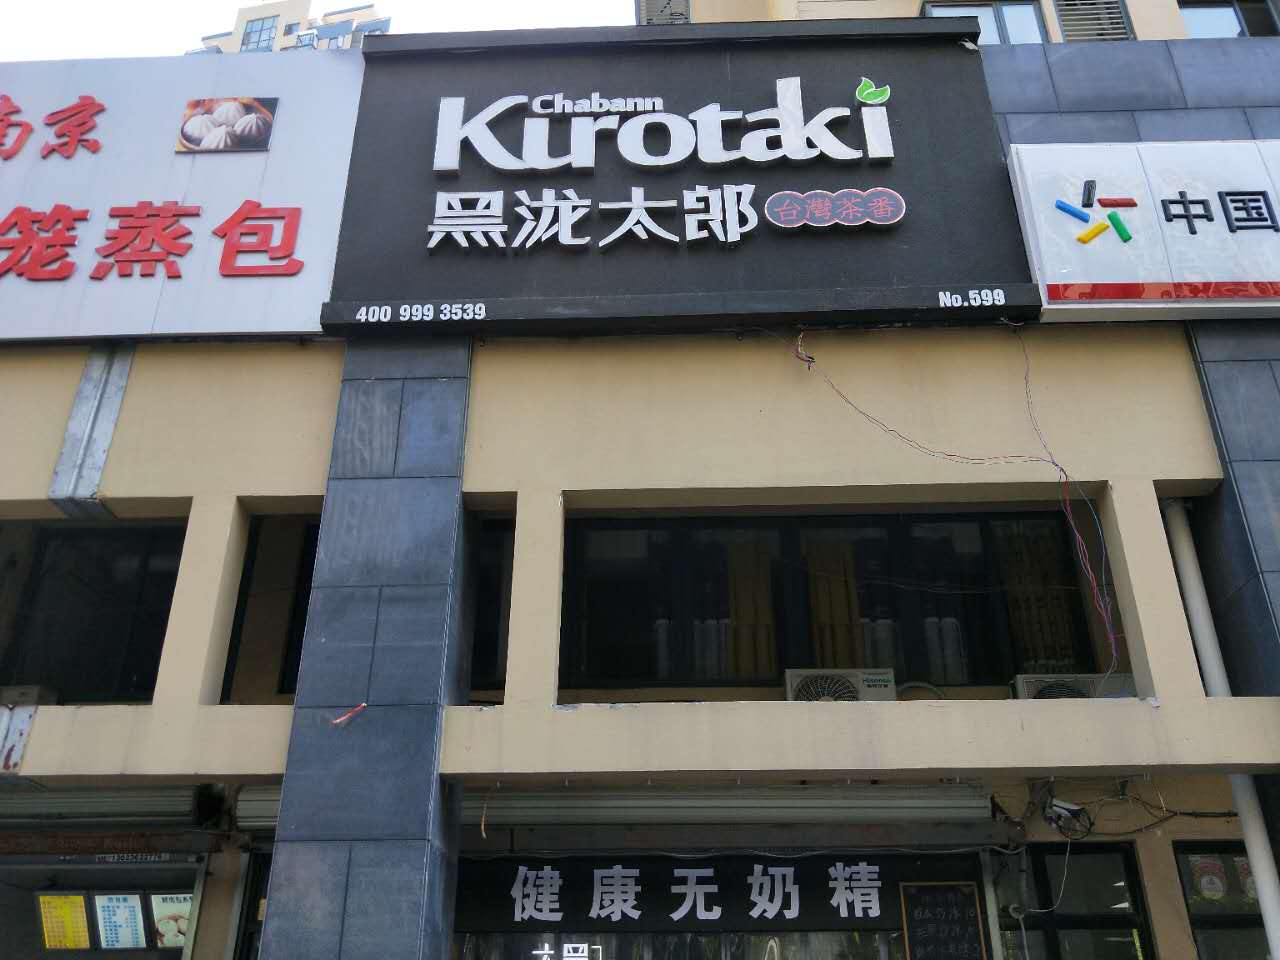 南京
笼蒸包
Chabann
Kurotaki
黑泷太郎
台灣茶番
400 999 3539
No.599
中国
Hisense
健康无奶精